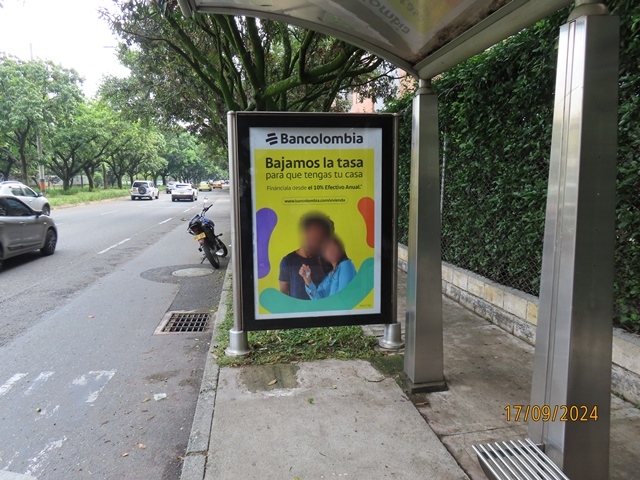 Bancolombia
Bajamos la tasa
para que tengas tu casa
Fináncialo desde el 10% Efectivo Anual.
www.bancolombia.com/vivienda
17/09/2024